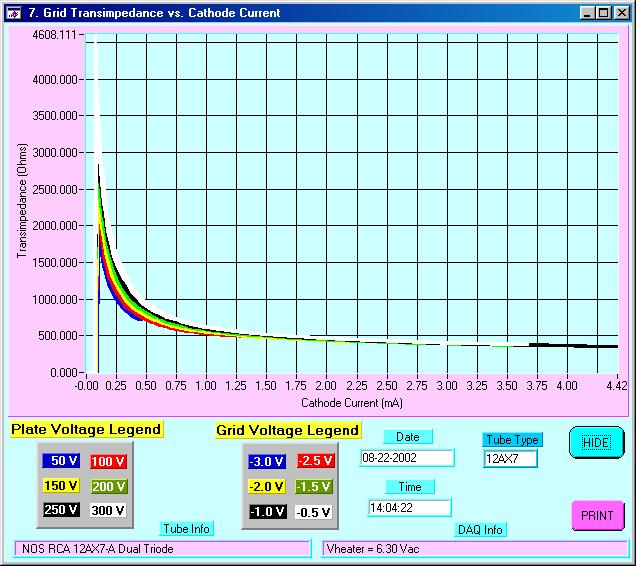 7. Grid Transimpedance vs. Cathode Current
4608.111
4000.000
3500.000
3000.000
2500.000
2000.000
1500.000
1000.000
500.000
0.000
Transimpedance (Ohms)
-0.00 0.25 0.50 0.75 1.00 1.25 1.50 1.75 2.00 2.25 2.50 2.75 3.00 3.25 3.50 3.75 4.00 4.42
Cathode Current (mA)
Plate Voltage Legend
50 V 100 V
150 V 200 V
250 V 300 V
Grid Voltage Legend
-3.0 V -2.5 V
-2.0 V -1.5 V
-1.0 V -0.5 V
Date
08-22-2002
Time
14:04:22
Tube Type
12AX7
HIDE
PRINT
Tube Info
NOS RCA 12AX7-A Dual Triode
DAQ Info
Vheater = 6.30 Vac